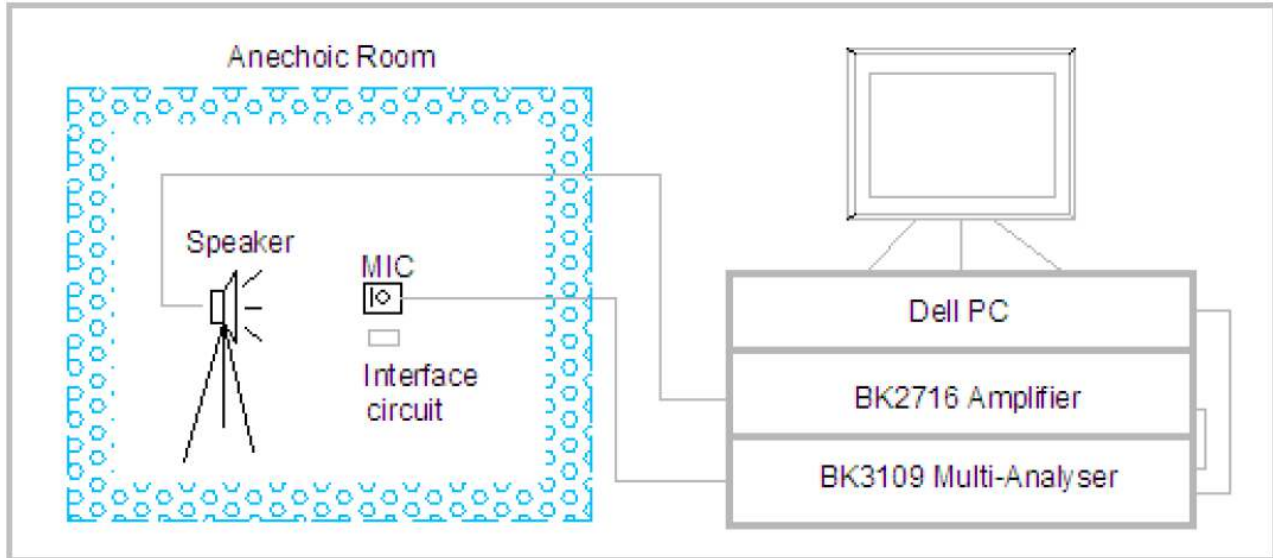 Anechoic Room
Speaker
MIC
Interface
circuit
Dell PC
BK2716 Amplifier
BK3109 Multi-Analyser